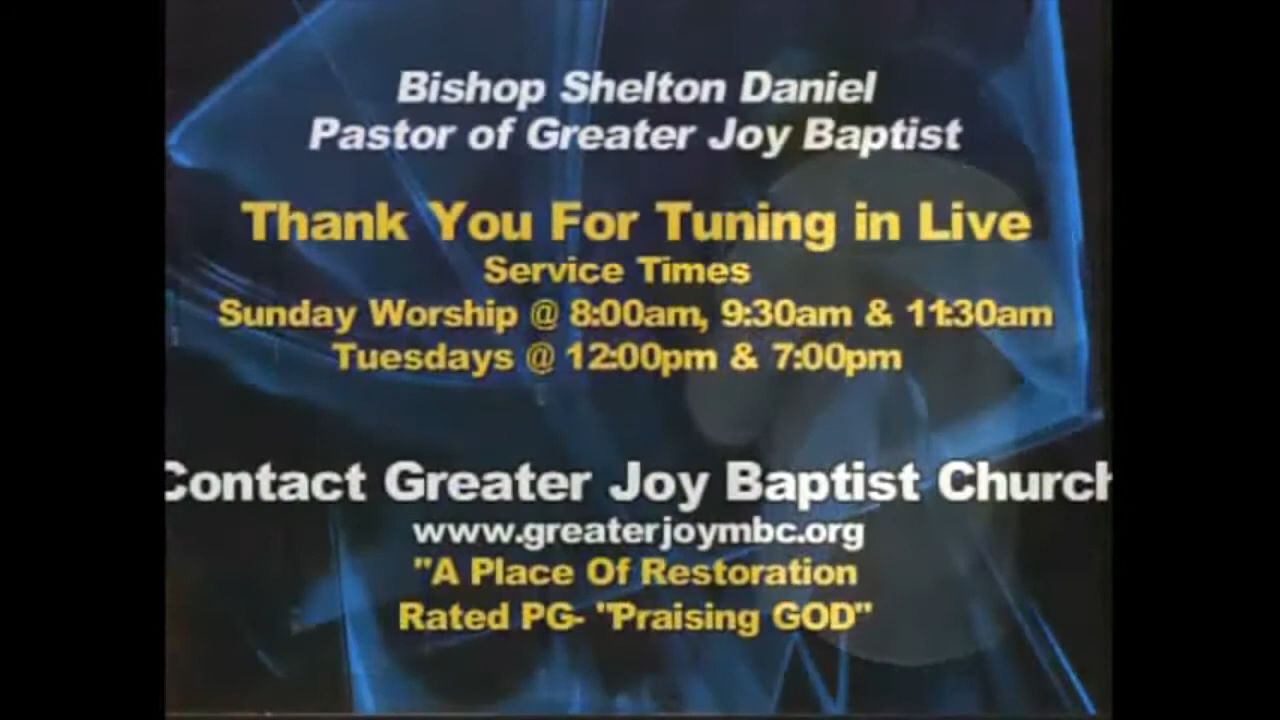 Bishop Shelton Daniel
Pastor of Greater Joy Baptist
Thank You For Tuning in Live
Service Times
Sunday Worship @ 8:00am, 9:30am & 11:30am
Tuesdays @ 12:00pm & 7:00pm
Contact Greater Joy Baptist Church
www.greaterjoymbc.org
"A Place Of Restoration
Rated PG- "Praising GOD"